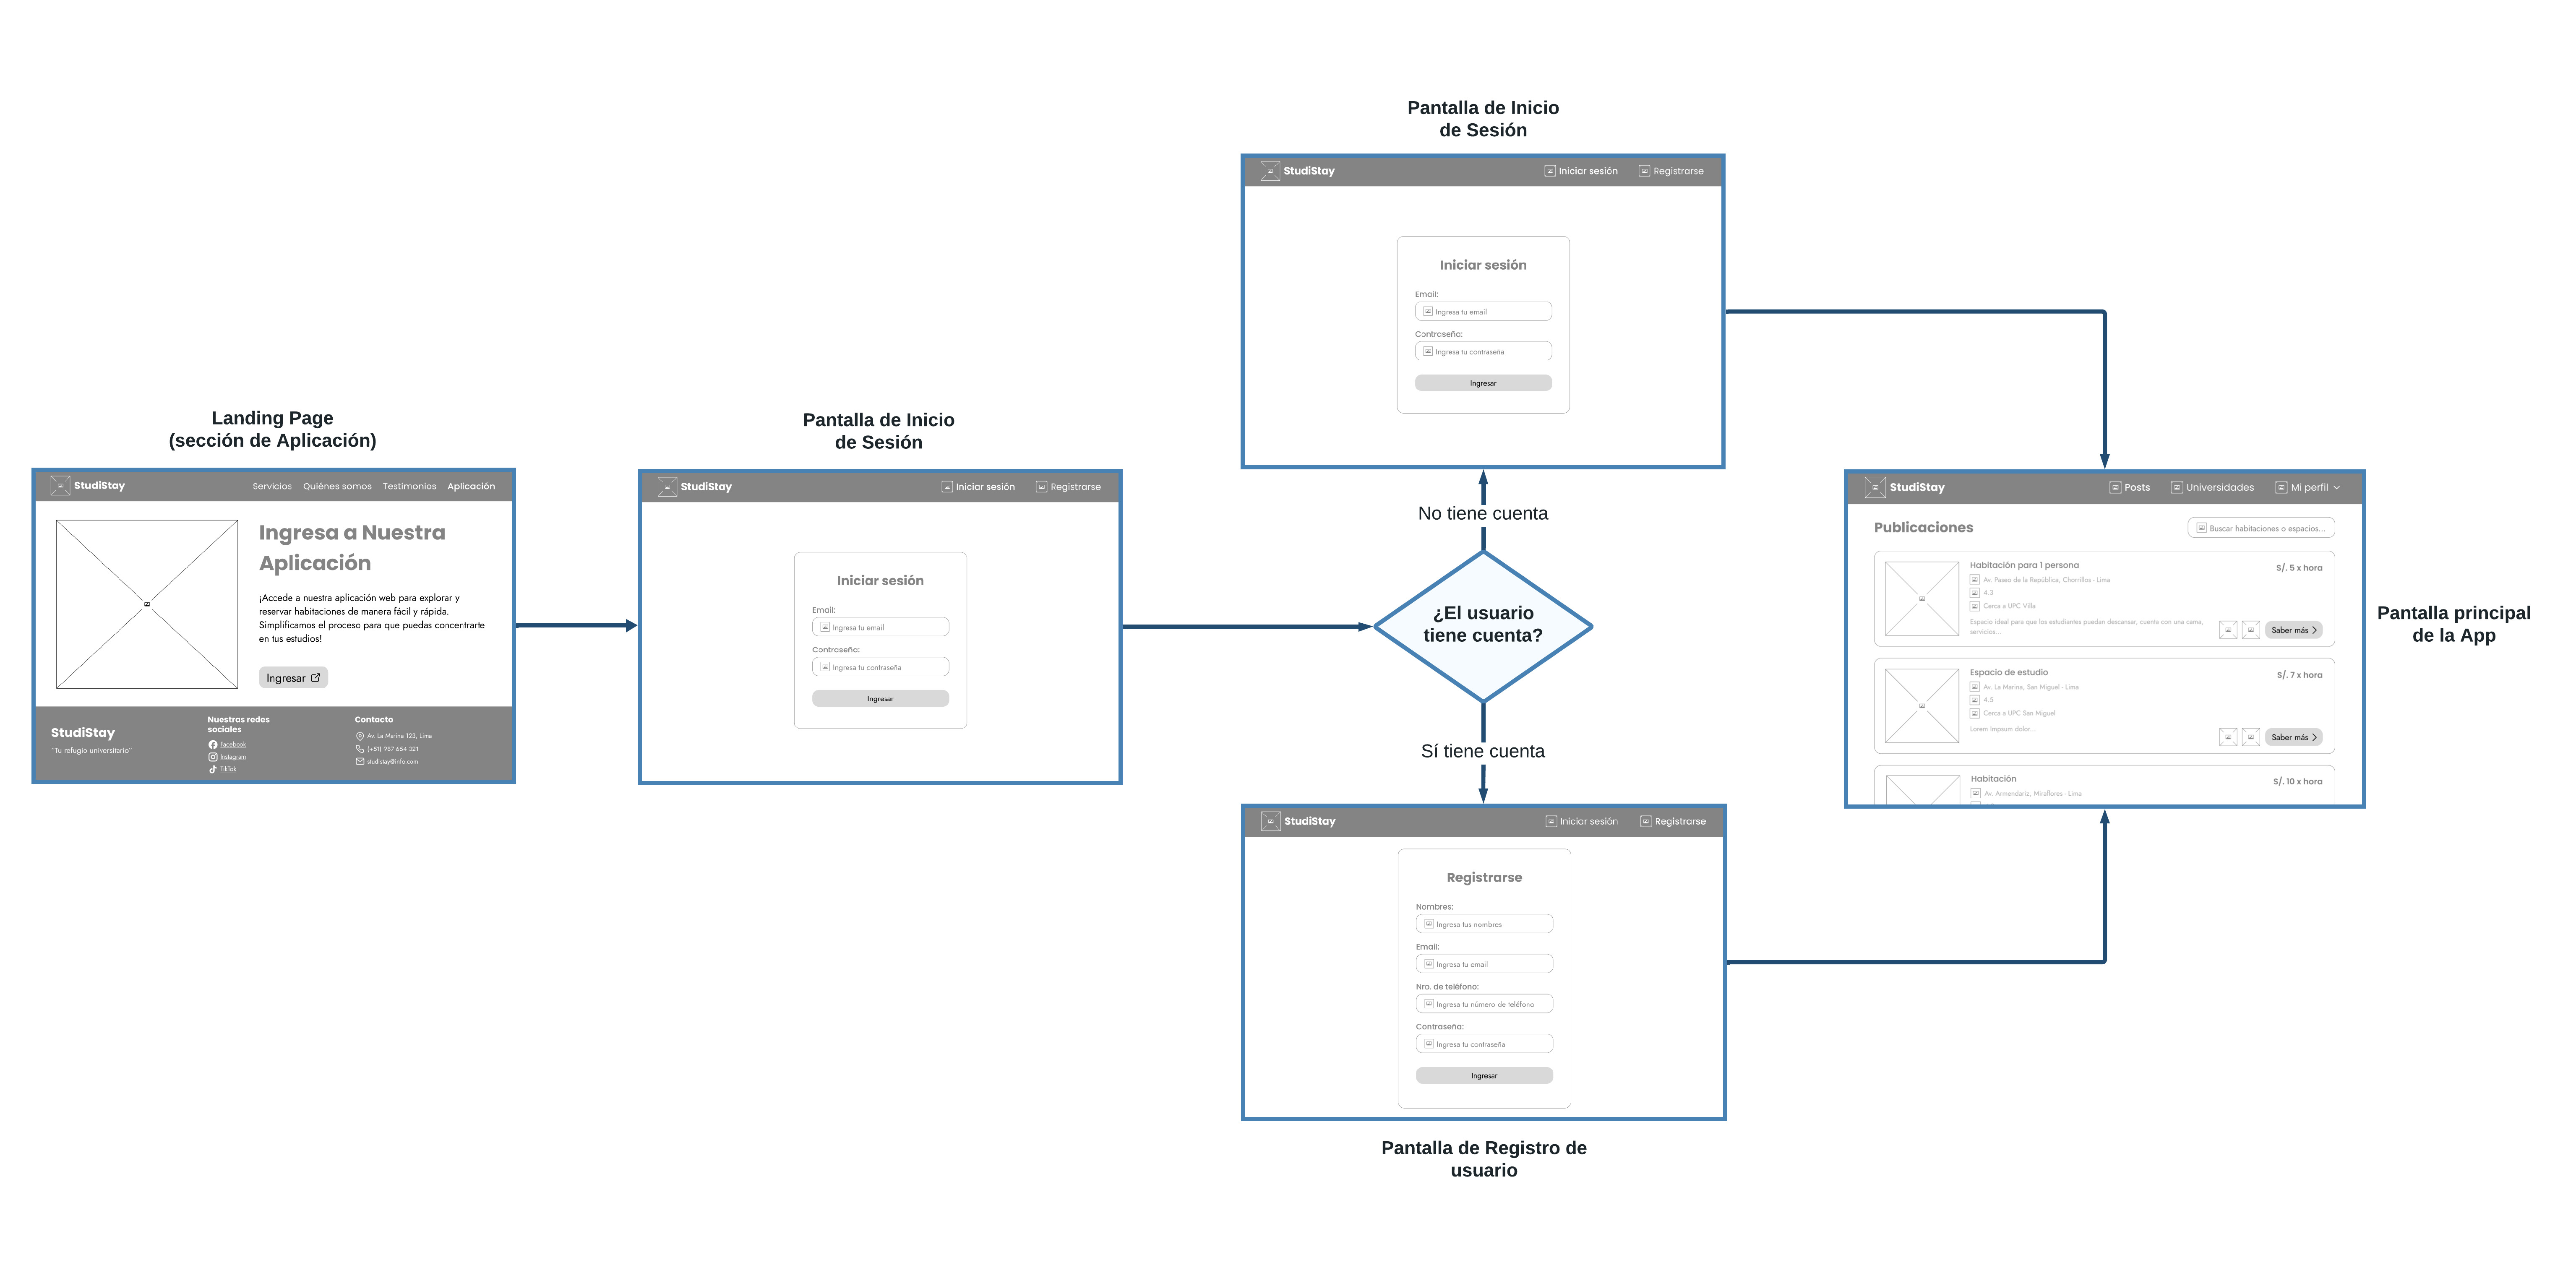 Landing Page
(sección de Aplicación)
StudiStay
Servicios
Quiénes somos
Testimonios
Aplicación
Ingresa a Nuestra
Aplicación
¡Accede a nuestra aplicación web para explorar y
reservar habitaciones de manera fácil y rápida.
Simplificamos el proceso para que puedas concentrarte
en tus estudios!
Ingresar
StudiStay
"Tu refugio universitario"
Nuestras redes
sociales
Facebook
Instagram
TikTok
Contacto
Av. La Marina 123, Lima
(+51) 987 654 321
studistay@info.com
Pantalla de Inicio
de Sesión
StudiStay
Iniciar sesión
Registrarse
Iniciar sesión
Email:
Ingresa tu email
Contraseña:
Ingresa tu contraseña
Ingresar
¿El usuario
tiene cuenta?
No tiene cuenta
Pantalla de Inicio
de Sesión
StudiStay
Iniciar sesión
Registrarse
Iniciar sesión
Email:
Ingresa tu email
Contraseña:
Ingresa tu contraseña
Ingresar
Sí tiene cuenta
StudiStay
Iniciar sesión
Registrarse
Registrarse
Nombres:
Ingresa tus nombres
Email:
Ingresa tu email
Nro. de teléfono:
Ingresa tu número de teléfono
Contraseña:
Ingresa tu contraseña
Ingresar
Pantalla de Registro de
usuario
StudiStay
Posts
Universidades
Mi perfil
Publicaciones
Buscar habitaciones o espacios...
Habitación para 1 persona
S/. 5 x hora
Av. Paseo de la República, Chorrillos - Lima
4.3
Cerca a UPC Villa
Espacio ideal para que los estudiantes puedan descansar, cuenta con una cama,
servicios...
Saber más
Espacio de estudio
S/. 7 x hora
Av. La Marina, San Miguel - Lima
4.5
Cerca a UPC San Miguel
Lorem Impsum dolor...
Saber más
Habitación
S/. 10 x hora
Av. Armendariz, Miraflores - Lima
Pantalla principal
de la App